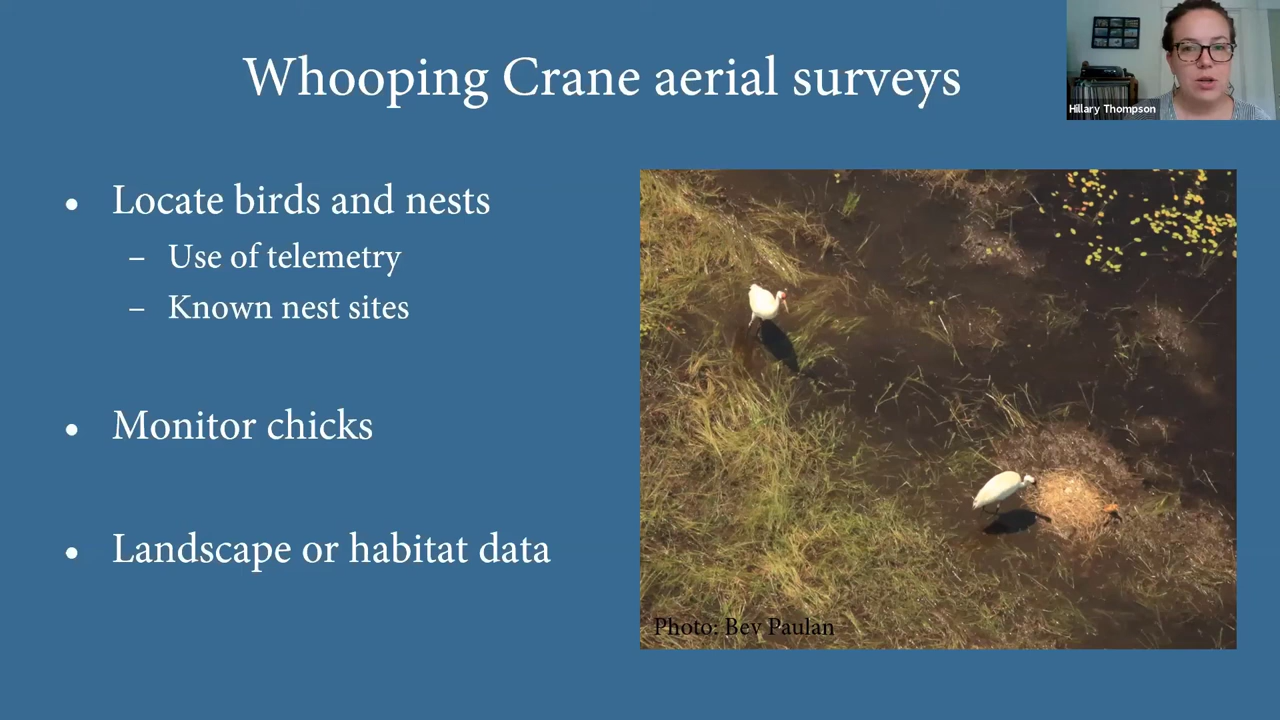 Whooping Crane aerial surveys
Hillary Thompson
• Locate birds and nests
– Use of telemetry
– Known nest sites
• Monitor chicks
• Landscape or habitat data
Photo: Bev Paulan